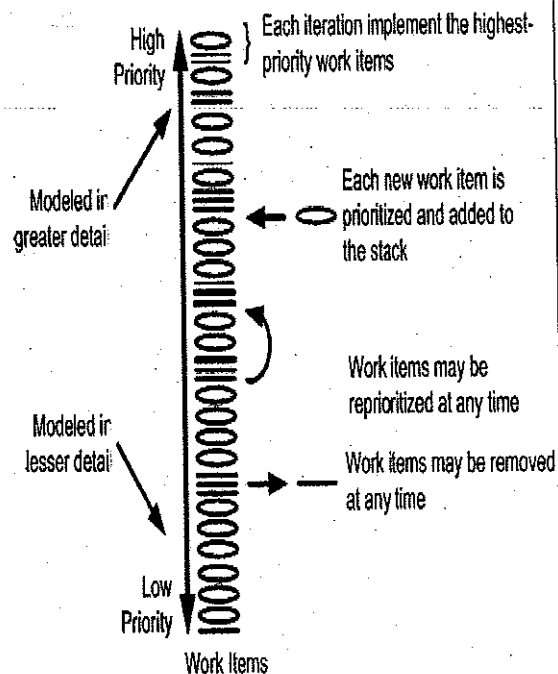 High
Priority
Each iteration implement the highest-
priority work items
Modeled in
greater detail
Each new work item is
prioritized and added to
the stack
Work items may be
reprioritized at any time
Modeled in
lesser detail
Work items may be removed
at any time
Low
Priority
Work Items